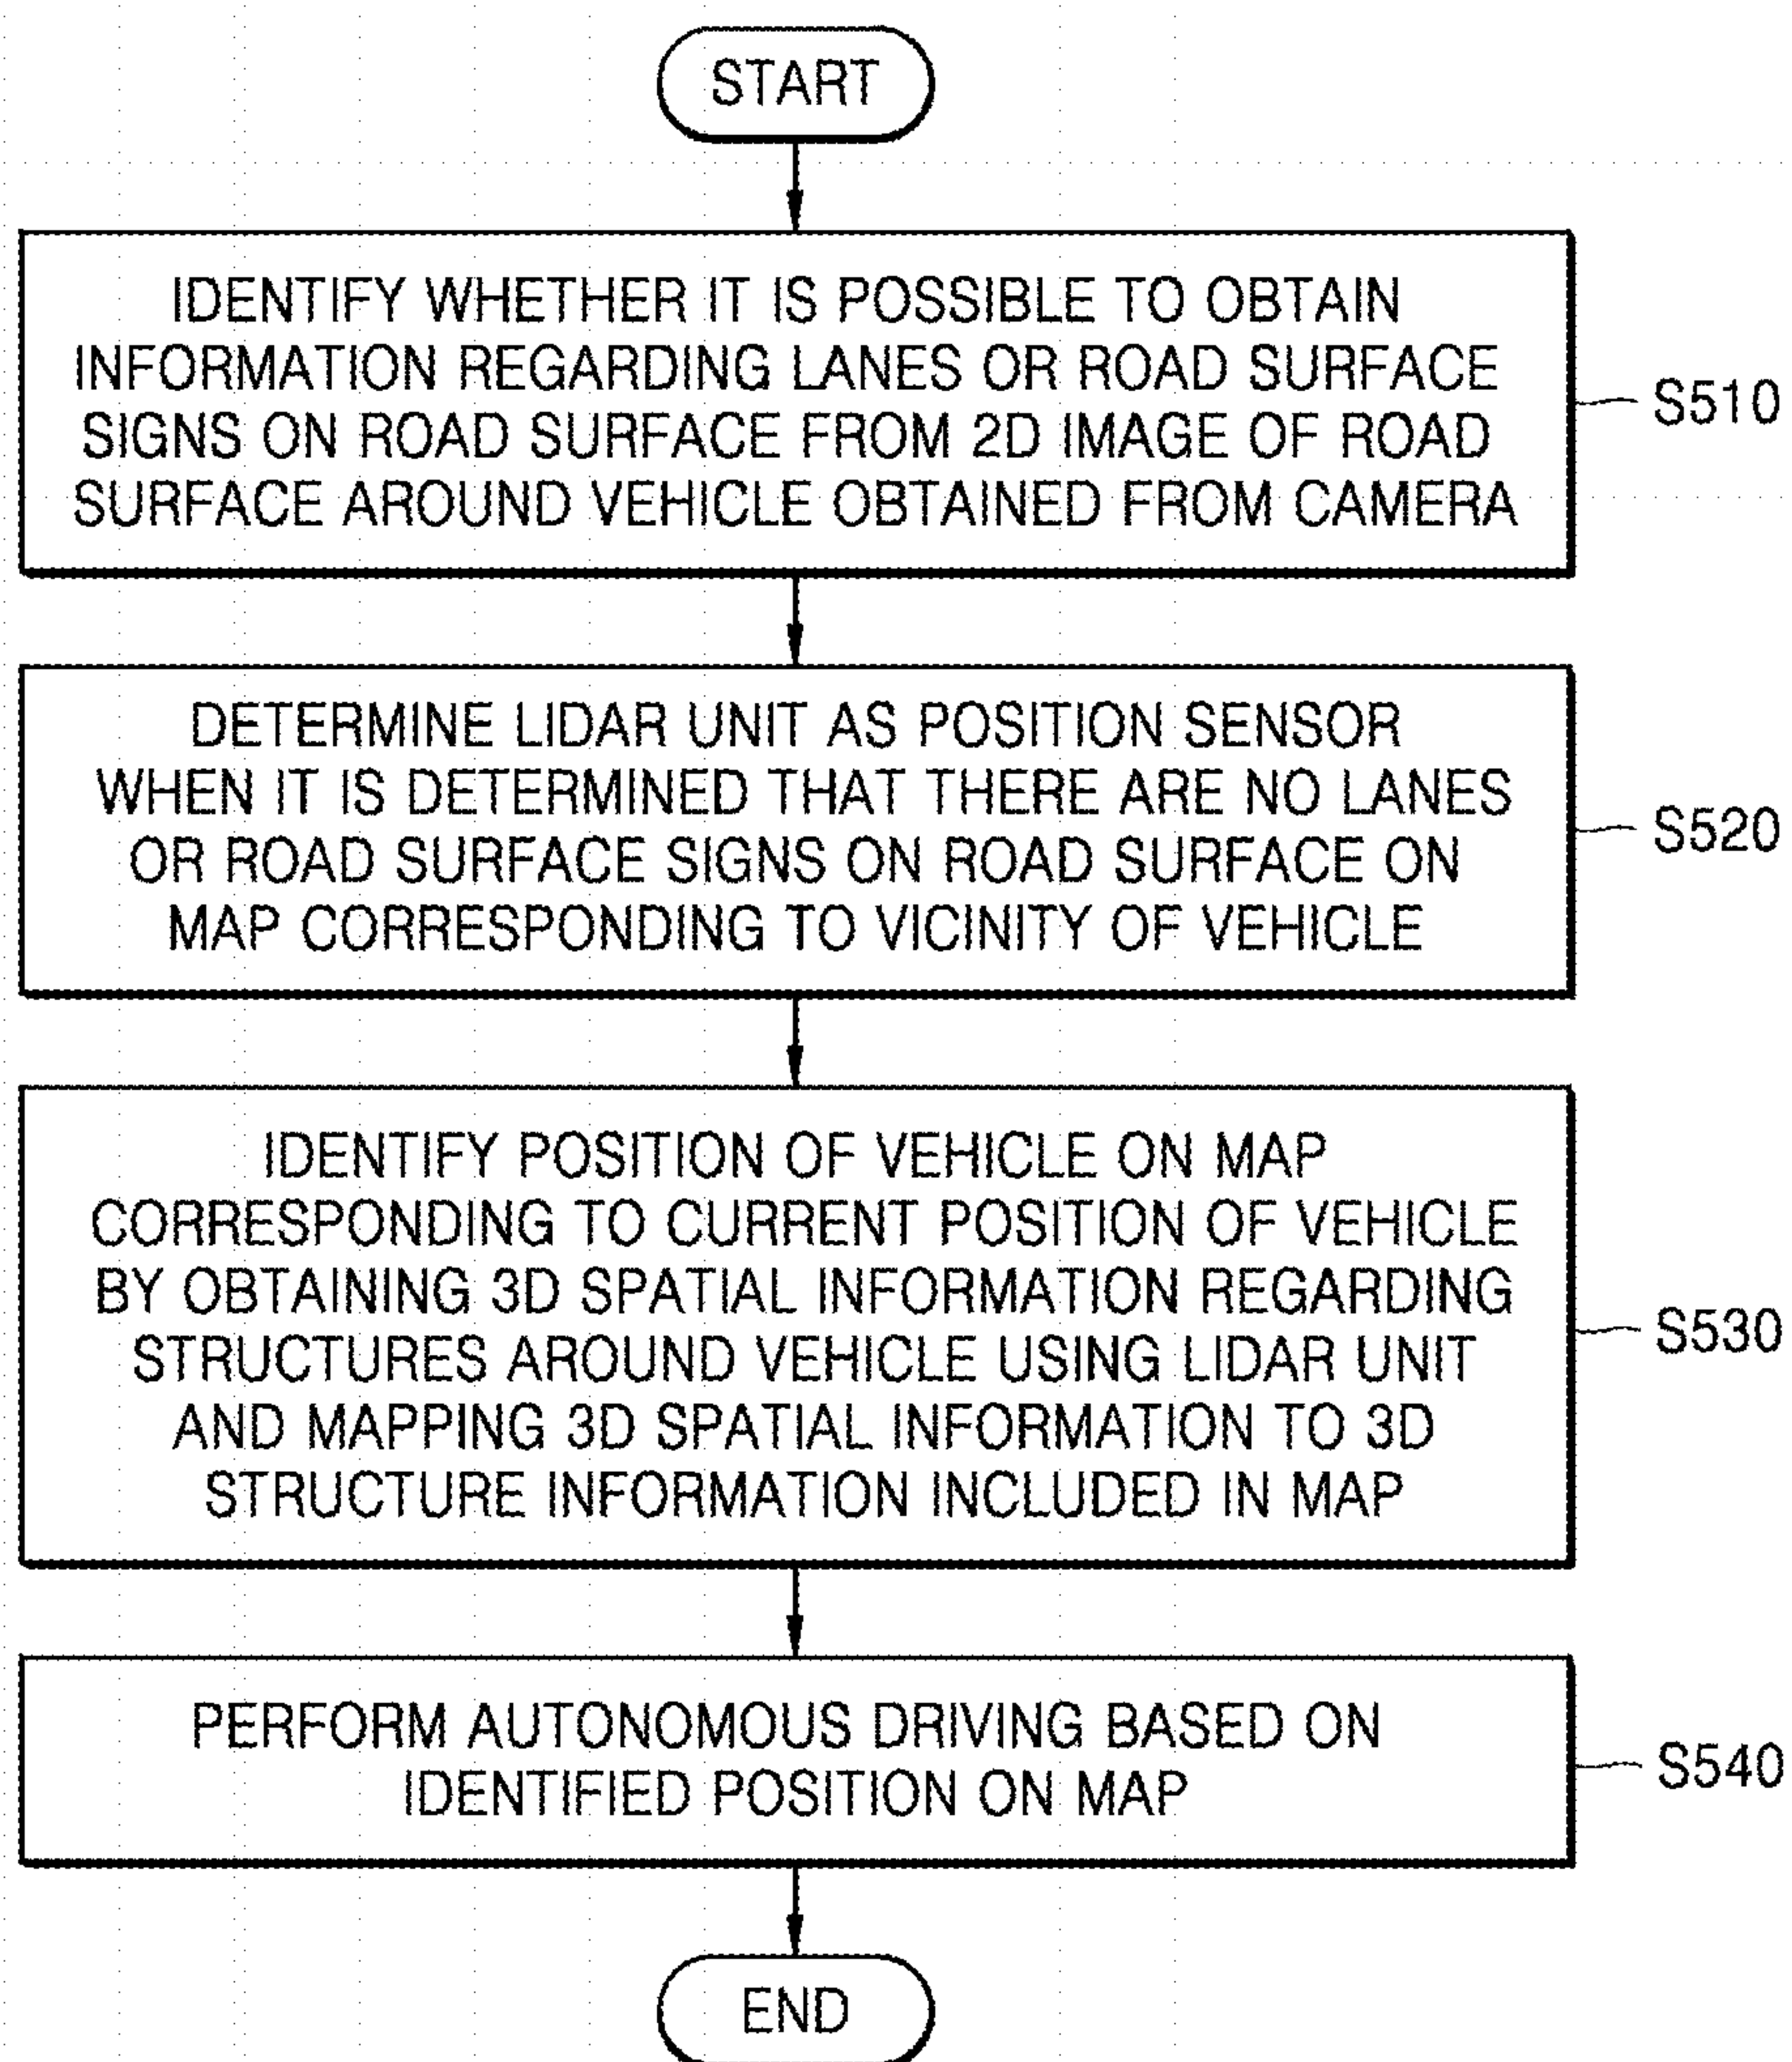 START
IDENTIFY WHETHER IT IS POSSIBLE TO OBTAIN
INFORMATION REGARDING LANES OR ROAD SURFACE
SIGNS ON ROAD SURFACE FROM 2D IMAGE OF ROAD
SURFACE AROUND VEHICLE OBTAINED FROM CAMERA
S510
DETERMINE LIDAR UNIT AS POSITION SENSOR
WHEN IT IS DETERMINED THAT THERE ARE NO LANES
OR ROAD SURFACE SIGNS ON ROAD SURFACE ON
MAP CORRESPONDING TO VICINITY OF VEHICLE
S520
IDENTIFY POSITION OF VEHICLE ON MAP
CORRESPONDING TO CURRENT POSITION OF VEHICLE
BY OBTAINING 3D SPATIAL INFORMATION REGARDING
STRUCTURES AROUND VEHICLE USING LIDAR UNIT
AND MAPPING 3D SPATIAL INFORMATION TO 3D
STRUCTURE INFORMATION INCLUDED IN MAP
S530
PERFORM AUTONOMOUS DRIVING BASED ON
IDENTIFIED POSITION ON MAP
S540
END